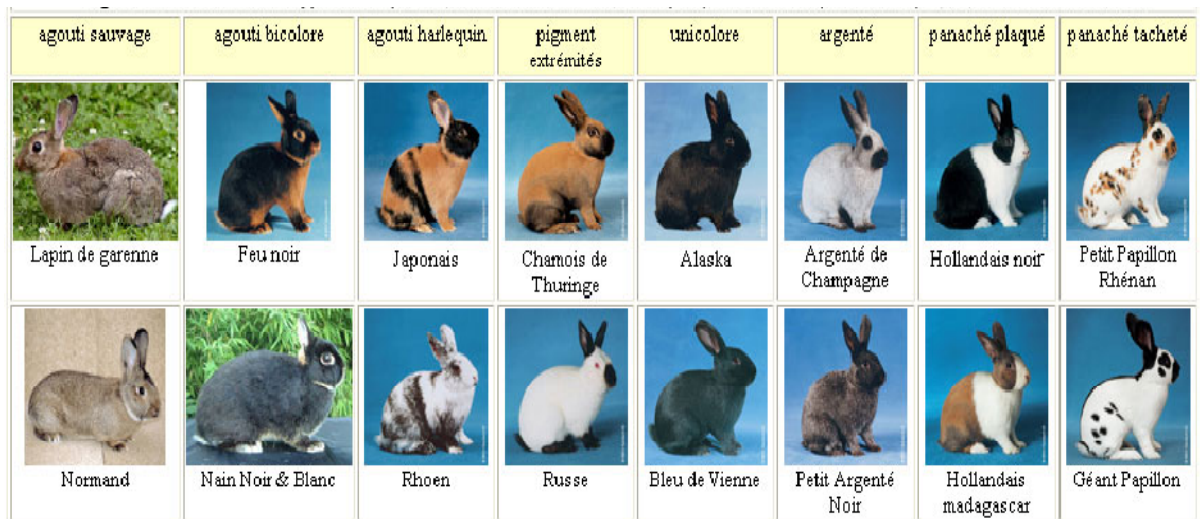 agouti sauvage
agouti bicolore
agouti harlequin
pigment
extrémités
unicolore
argenté
panaché plaqué
panaché tacheté
Lapin de garenne
Feu noir
Japonais
Chamois de
Thuringe
Alaska
Argenté de
Champagne
Hollandais noir
Petit Papillon
Rhénan
Normand
Nain Noir & Blanc
Rhoen
Russe
Bleu de Vienne
Petit Argenté
Noir
Hollandais
madagascar
Géant Papillon